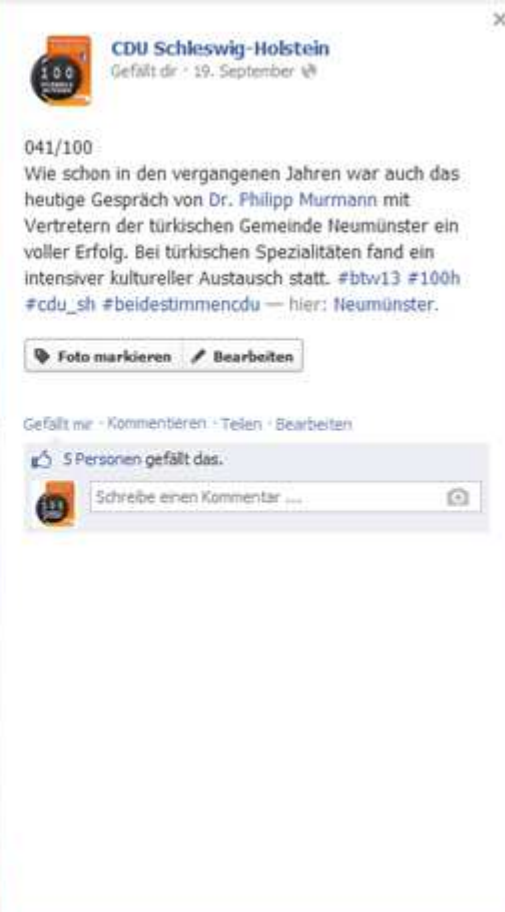 CDU Schleswig-Holstein
Gefällt dir · 19. September
041/100
Wie schon in den vergangenen Jahren war auch das
heutige Gespräch von Dr. Philipp Murmann mit
Vertretern der türkischen Gemeinde Neumünster ein
voller Erfolg. Bei türkischen Spezialitäten fand ein
intensiver kultureller Austausch statt. #btw13 #100h
#cdu_sh #beidestimmencdu — hier: Neumünster.
Foto markieren Bearbeiten
Gefällt mir · Kommentieren · Teilen · Bearbeiten
5 Personen gefällt das.
Schreibe einen Kommentar ...